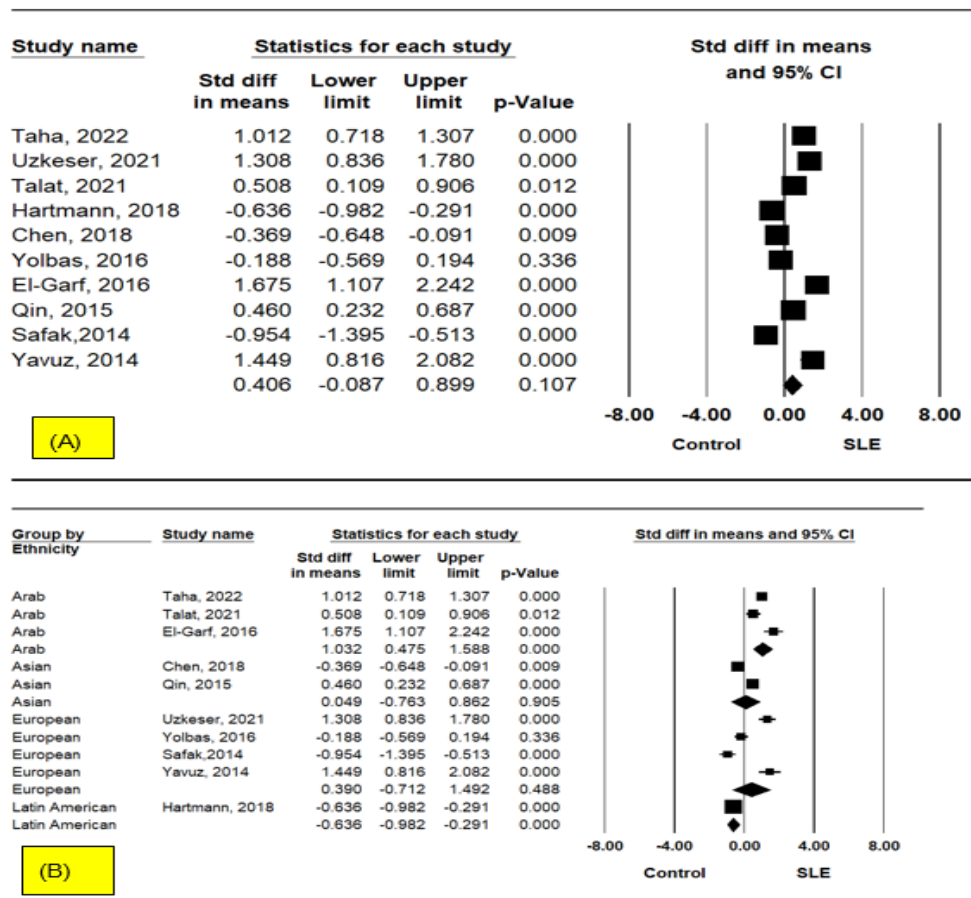 Study name Statistics for each study Std diff in means and 95% CI
Std diff in means Lower limit Upper limit p-Value
Taha, 2022 1.012 0.718 1.307 0.000
Uzkeser, 2021 1.308 0.836 1.780 0.000
Talat, 2021 0.508 0.109 0.906 0.012
Hartmann, 2018 -0.636 -0.982 -0.291 0.000
Chen, 2018 -0.369 -0.648 -0.091 0.009
Yolbas, 2016 -0.188 -0.569 0.194 0.336
El-Garf, 2016 1.675 1.107 2.242 0.000
Qin, 2015 0.460 0.232 0.687 0.000
Safak,2014 -0.954 -1.395 -0.513 0.000
Yavuz, 2014 1.449 0.816 2.082 0.000
0.406 -0.087 0.899 0.107
-8.00 -4.00 0.00 4.00 8.00
Control SLE
(A)
Group by Ethnicity Study name Statistics for each study Std diff in means and 95% CI
Std diff in means Lower limit Upper limit p-Value
Arab Taha, 2022 1.012 0.718 1.307 0.000
Arab Talat, 2021 0.508 0.109 0.906 0.012
Arab El-Garf, 2016 1.675 1.107 2.242 0.000
Arab 1.032 0.475 1.588 0.000
Asian Chen, 2018 -0.369 -0.648 -0.091 0.009
Asian Qin, 2015 0.460 0.232 0.687 0.000
Asian 0.049 -0.763 0.862 0.905
European Uzkeser, 2021 1.308 0.836 1.780 0.000
European Yolbas, 2016 -0.188 -0.569 0.194 0.336
European Safak,2014 -0.954 -1.395 -0.513 0.000
European Yavuz, 2014 1.449 0.816 2.082 0.000
European 0.390 -0.712 1.492 0.488
Latin American Hartmann, 2018 -0.636 -0.982 -0.291 0.000
Latin American -0.636 -0.982 -0.291 0.000
-8.00 -4.00 0.00 4.00 8.00
Control SLE
(B)